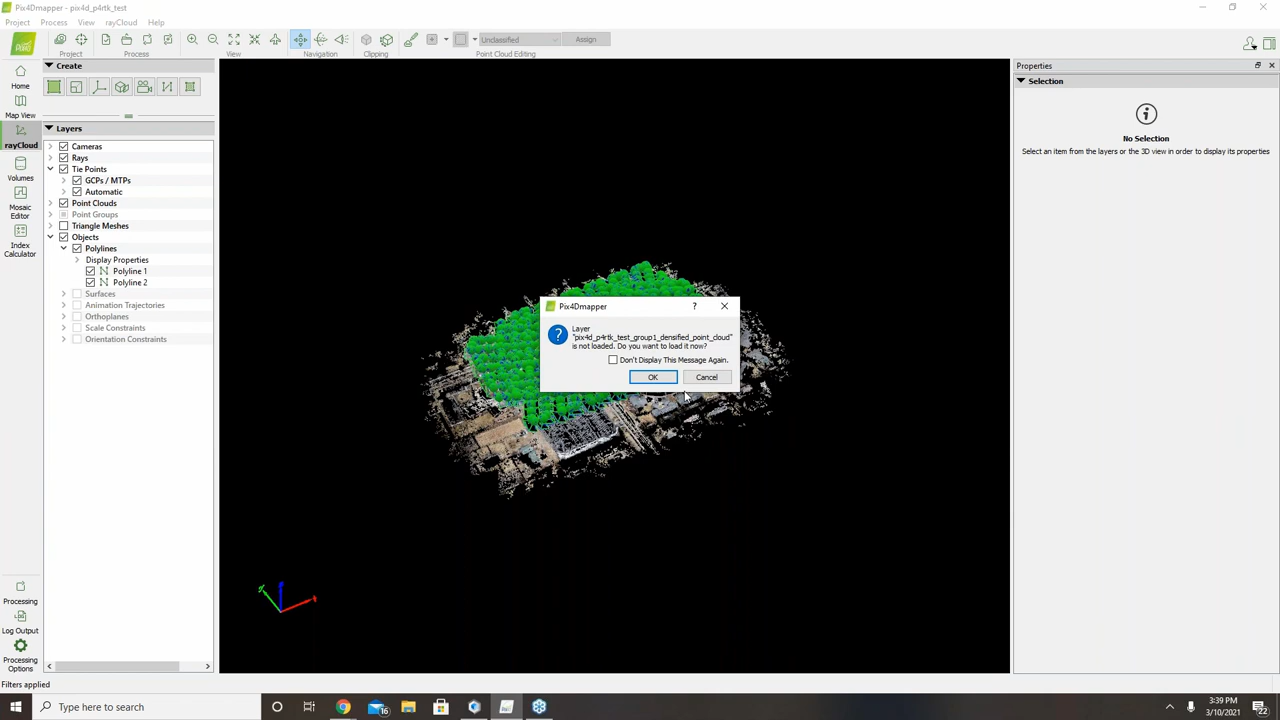 Pix4Dmapper - pix4d_p4rtk_test
Project Process View rayCloud Help
Unclassified Assign
Project Process View Navigation Clipping Point Cloud Editing
Create
Home
Map View
rayCloud
Volumes
Mosaic
Editor
Index
Calculator
Layers
Cameras
Rays
Tie Points
GCPs / MTPs
Automatic
Point Clouds
Point Groups
Triangle Meshes
Objects
Polylines
Display Properties
Polyline 1
Polyline 2
Surfaces
Animation Trajectories
Orthoplanes
Scale Constraints
Orientation Constraints
Pix4Dmapper
Layer
"pix4d_p4rtk_test_group1_densified_point_cloud"
is not loaded. Do you want to load it now?
Don't Display This Message Again.
OK Cancel
Properties
Selection
No Selection
Select an item from the layers or the 3D view in order to display its properties
Processing
Log Output
Processing
Options
Filters applied
Type here to search
16
3:39 PM
3/10/2021
22